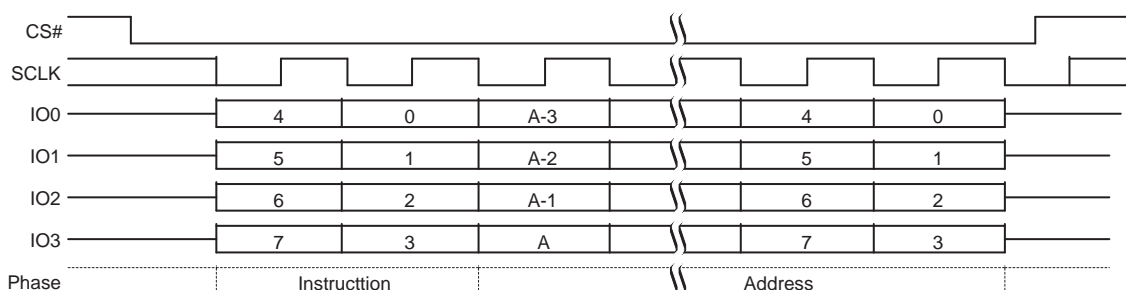 CS#
SCLK
IO0 4 0 A-3 4 0
IO1 5 1 A-2 5 1
IO2 6 2 A-1 6 2
IO3 7 3 A 7 3
Phase Instructtion Address